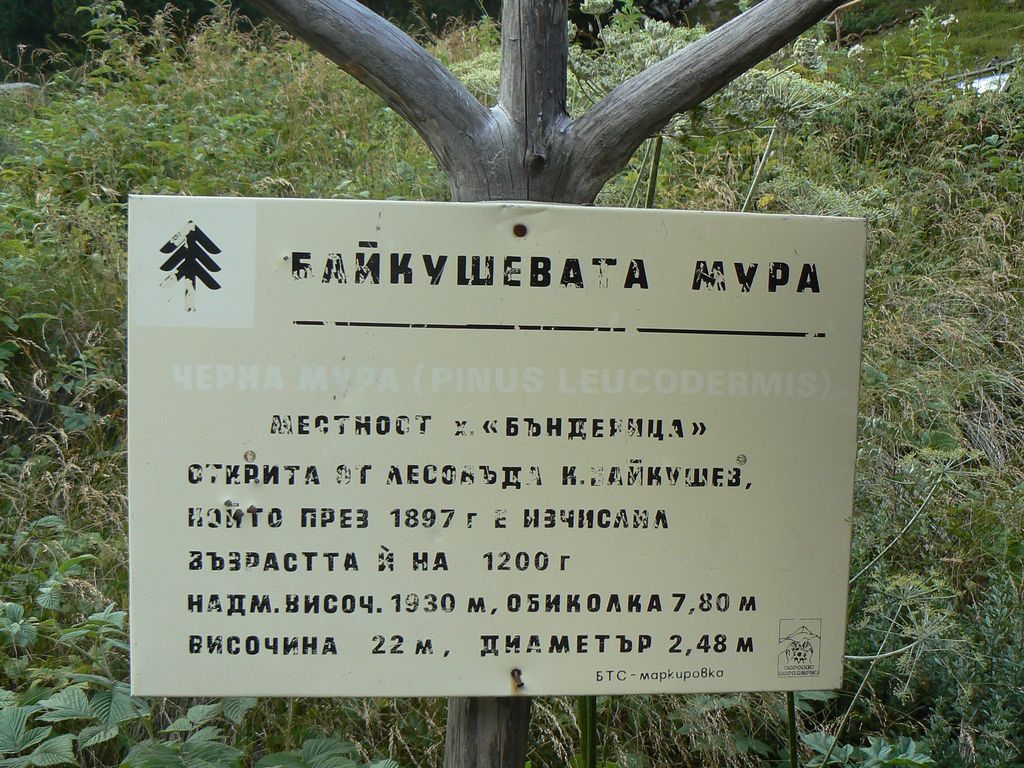 БАЙКУШЕВАТА МУРА
ЧЕРНА МУРА (PINUS LEUCODERMIS)
МЕСТНОСТ х. «БЪНДЕРИЦА»
ОТКРИТА ОТ ЛЕСОВЪДА К.БАЙКУШЕВ,
КОЙТО ПРЕЗ 1897 г Е ИЗЧИСЛИЛ
ВЪЗРАСТТА Ѝ НА 1200 г
НАДМ.ВИСОЧ. 1930 м, ОБИКОЛКА 7,80 м
ВИСОЧИНА 22 м, ДИАМЕТЪР 2,48 м
БТС - маркировка